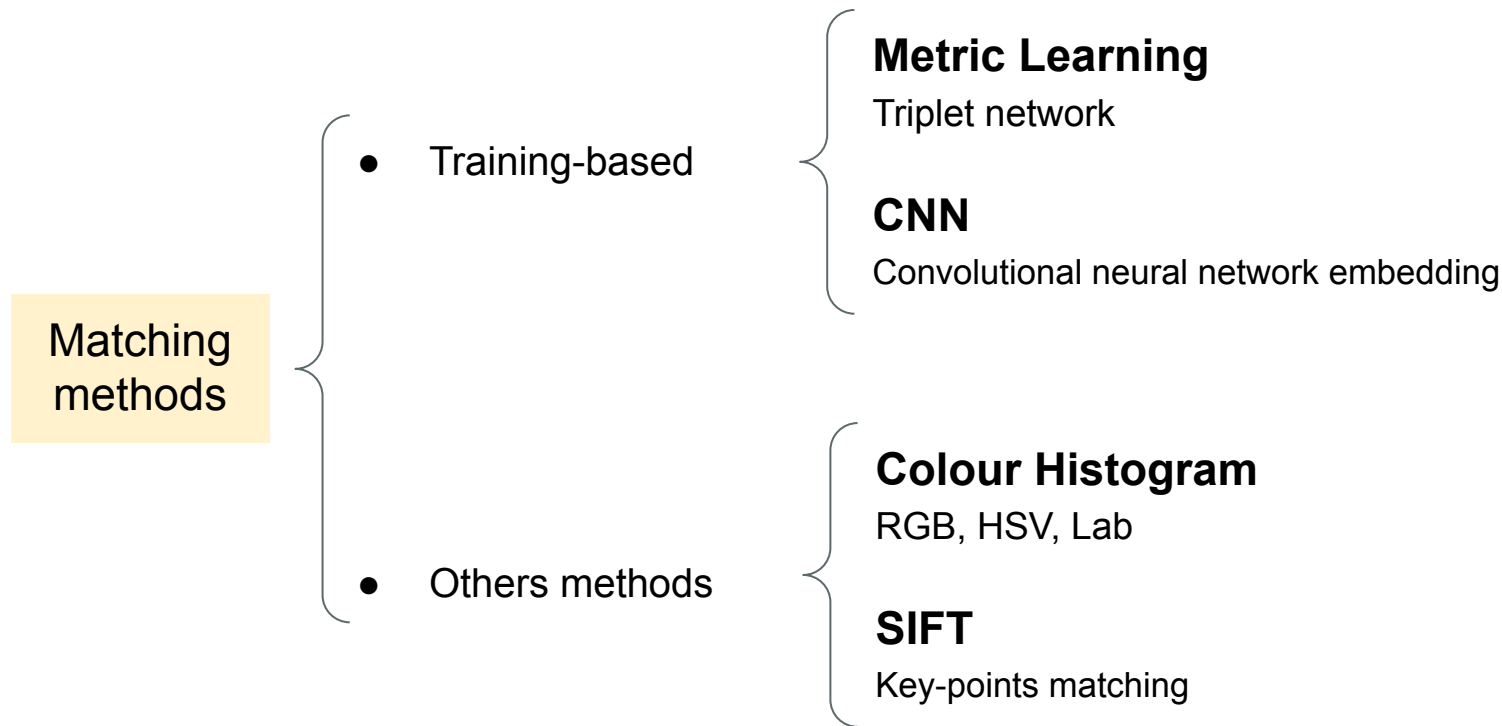 Matching
methods
● Training-based
Metric Learning
Triplet network
CNN
Convolutional neural network embedding
● Others methods
Colour Histogram
RGB, HSV, Lab
SIFT
Key-points matching